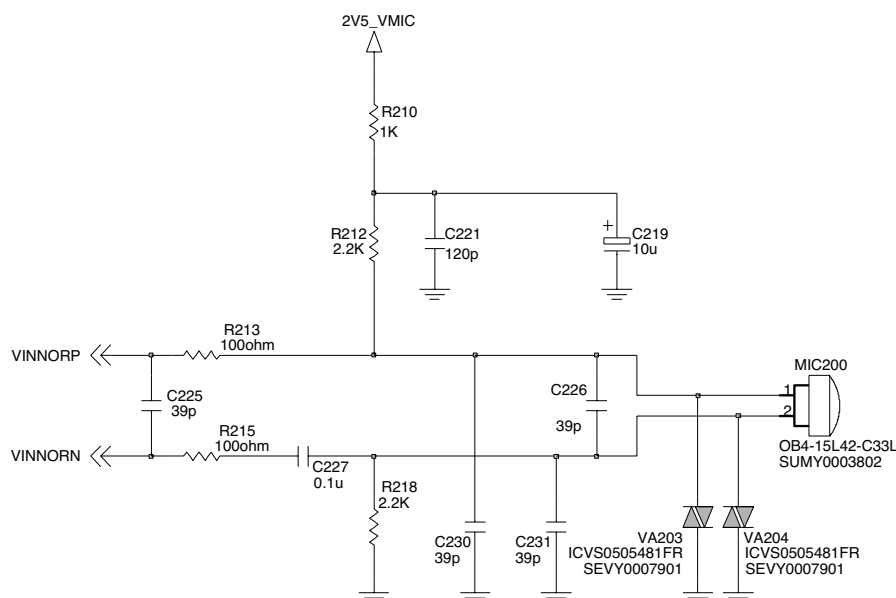 2V5_VMIC
R210
1K
R212
2.2K
C221
120p
+
C219
10u
R213
100ohm
VINNORP
MIC200
C225
39p
C226
39p
1
2
R215
100ohm
VINNORN
C227
0.1u
OB4-15L42-C33L
SUMY0003802
R218
2.2K
C230
39p
C231
39p
VA203
ICVS0505481FR
SEVY0007901
VA204
ICVS0505481FR
SEVY0007901